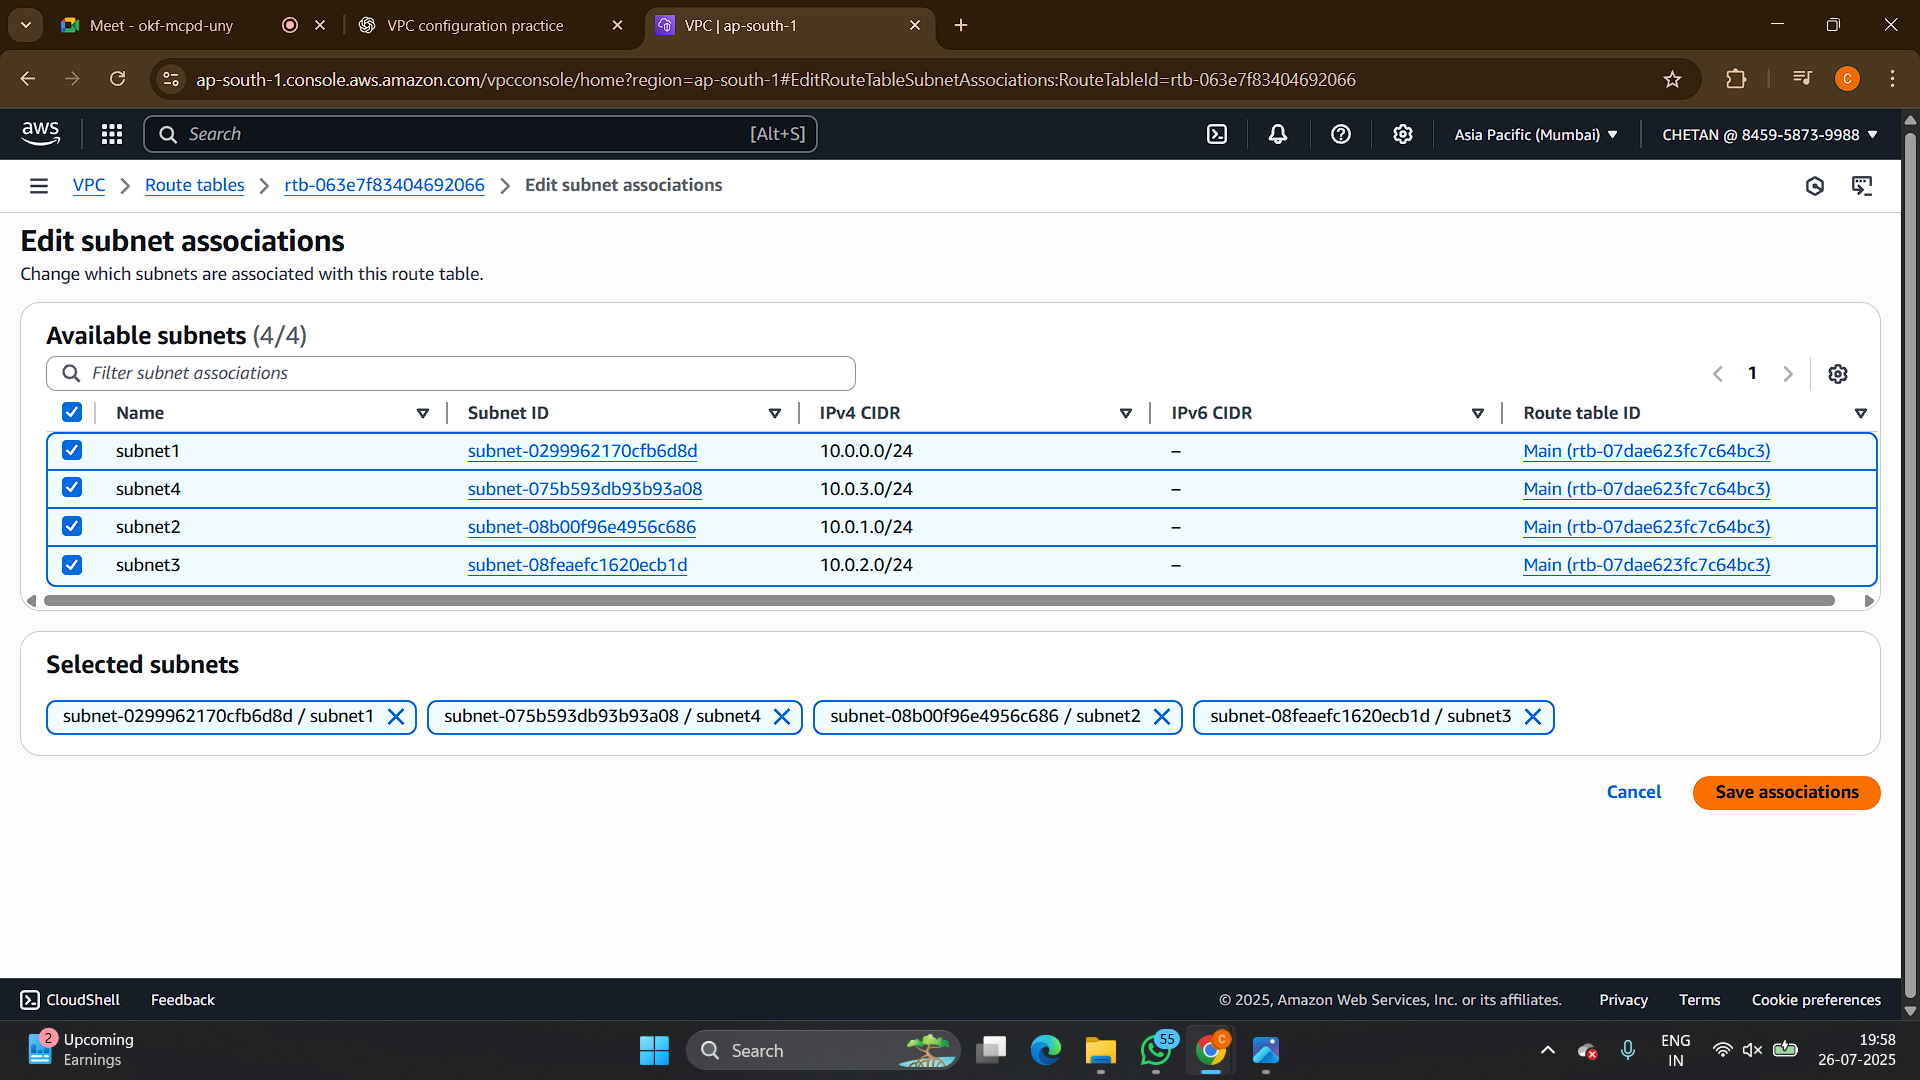 Meet - okf-mcpd-uny
VPC configuration practice
VPC | ap-south-1
ap-south-1.console.aws.amazon.com/vpcconsole/home?region=ap-south-1#EditRouteTableSubnetAssociations:RouteTableId=rtb-063e7f83404692066
C
aws
Search
[Alt+S]
Asia Pacific (Mumbai)
CHETAN @ 8459-5873-9988
VPC
Route tables
rtb-063e7f83404692066
Edit subnet associations
Edit subnet associations
Change which subnets are associated with this route table.
Available subnets (4/4)
Filter subnet associations
1
Name Subnet ID IPv4 CIDR IPv6 CIDR Route table ID
subnet1 subnet-0299962170cfb6d8d 10.0.0.0/24 – Main (rtb-07dae623fc7c64bc3)
subnet4 subnet-075b593db93b93a08 10.0.3.0/24 – Main (rtb-07dae623fc7c64bc3)
subnet2 subnet-08b00f96e4956c686 10.0.1.0/24 – Main (rtb-07dae623fc7c64bc3)
subnet3 subnet-08feaefc1620ecb1d 10.0.2.0/24 – Main (rtb-07dae623fc7c64bc3)
Selected subnets
subnet-0299962170cfb6d8d / subnet1
subnet-075b593db93b93a08 / subnet4
subnet-08b00f96e4956c686 / subnet2
subnet-08feaefc1620ecb1d / subnet3
Cancel
Save associations
CloudShell
Feedback
© 2025, Amazon Web Services, Inc. or its affiliates.
Privacy
Terms
Cookie preferences
2
Upcoming
Earnings
Search
55
C
ENG
IN
19:58
26-07-2025